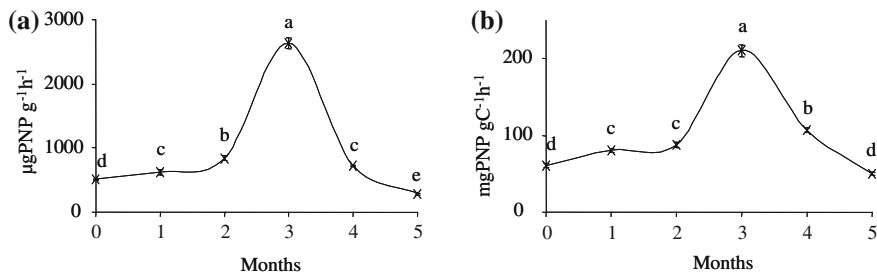 (a)
µgPNP g⁻¹h⁻¹
3000
2000
1000
0
d
c
b
a
c
e
0 1 2 3 4 5
Months
(b)
mgPNP gC⁻¹h⁻¹
200
100
0
d
c
c
a
b
d
0 1 2 3 4 5
Months